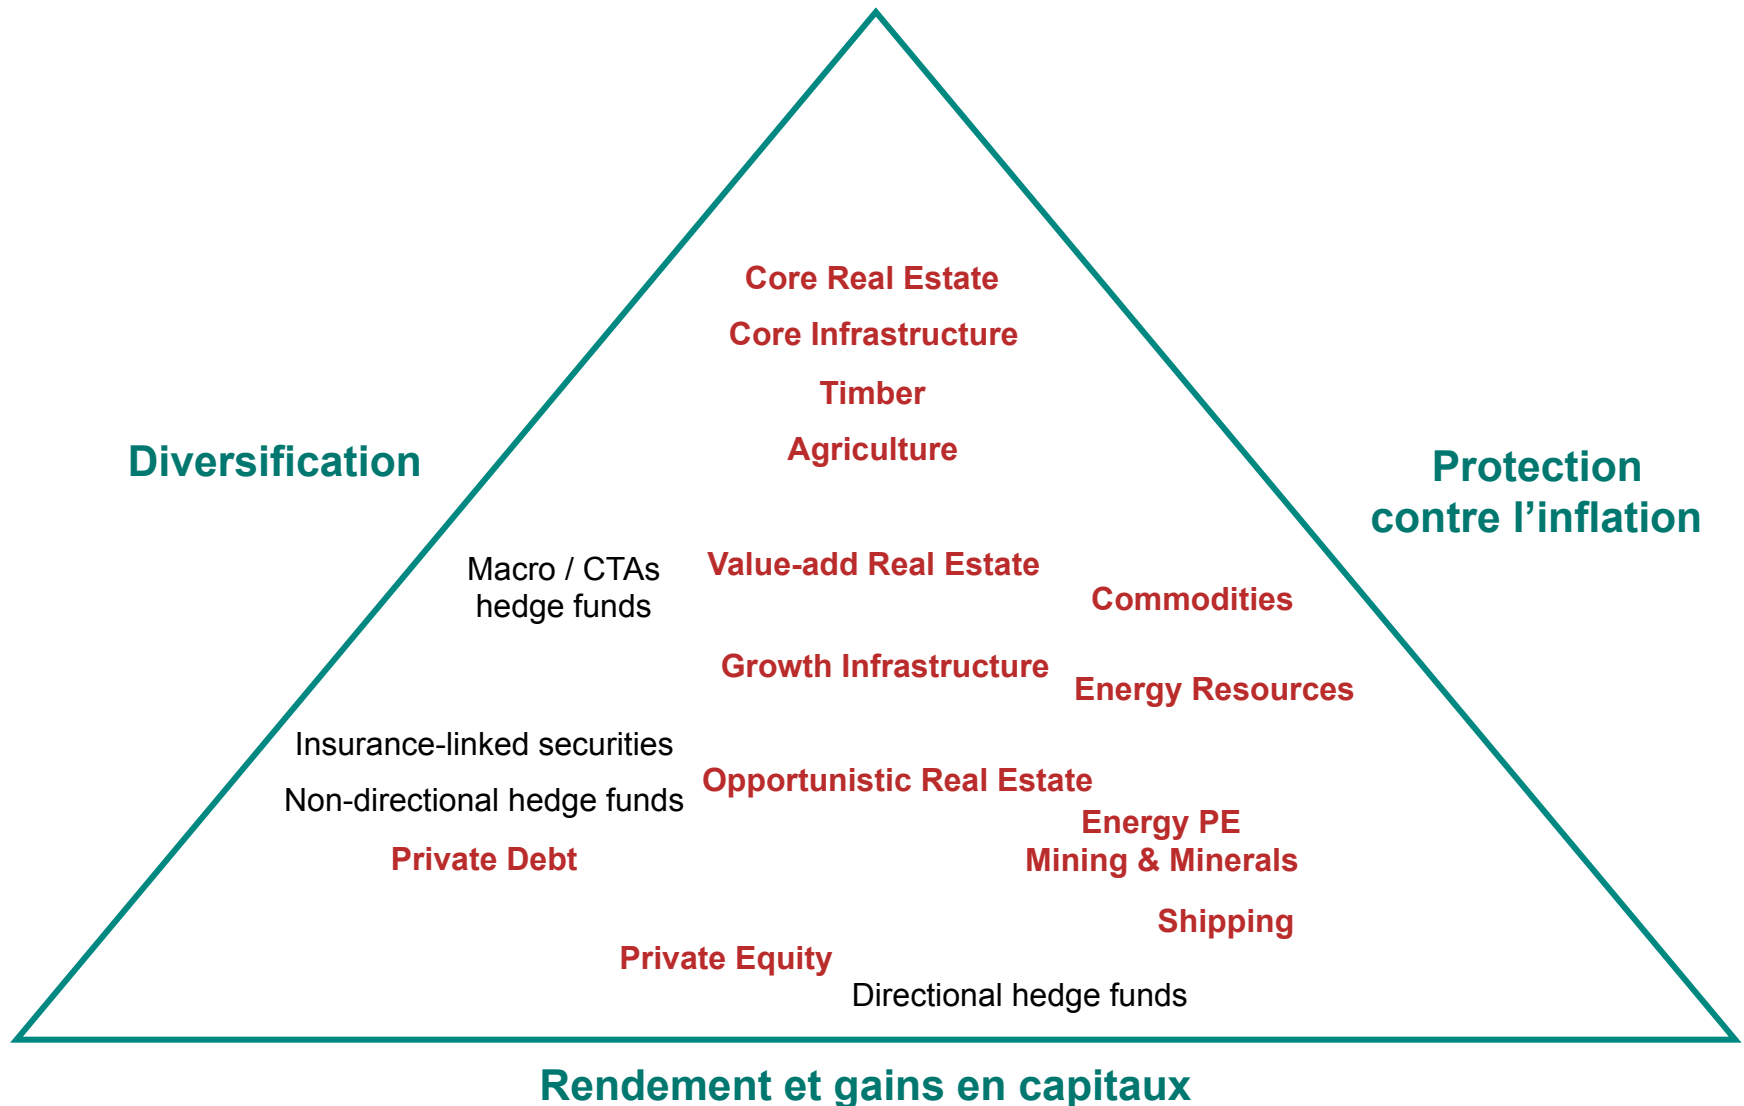 Core Real Estate
Core Infrastructure
Timber
Agriculture
Diversification
Protection
contre l’inflation
Macro / CTAs
hedge funds
Value-add Real Estate
Commodities
Growth Infrastructure
Energy Resources
Insurance-linked securities
Opportunistic Real Estate
Non-directional hedge funds
Energy PE
Private Debt
Mining & Minerals
Shipping
Private Equity
Directional hedge funds
Rendement et gains en capitaux